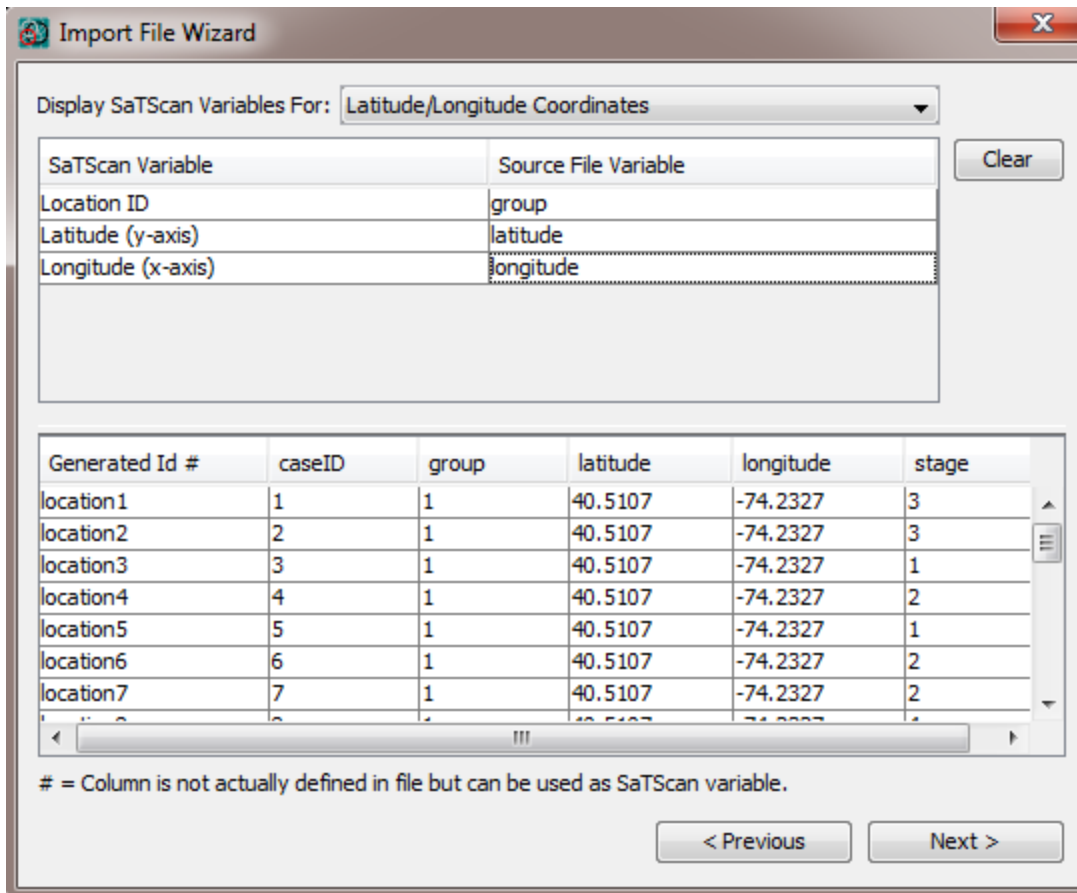 Import File Wizard
Display SaTScan Variables For: Latitude/Longitude Coordinates
Clear
SaTScan Variable Source File Variable
Location ID group
Latitude (y-axis) latitude
Longitude (x-axis) longitude
Generated Id # caseID group latitude longitude stage
location1 1 1 40.5107 -74.2327 3
location2 2 1 40.5107 -74.2327 3
location3 3 1 40.5107 -74.2327 1
location4 4 1 40.5107 -74.2327 2
location5 5 1 40.5107 -74.2327 1
location6 6 1 40.5107 -74.2327 2
location7 7 1 40.5107 -74.2327 2
# = Column is not actually defined in file but can be used as SaTScan variable.
< Previous Next >